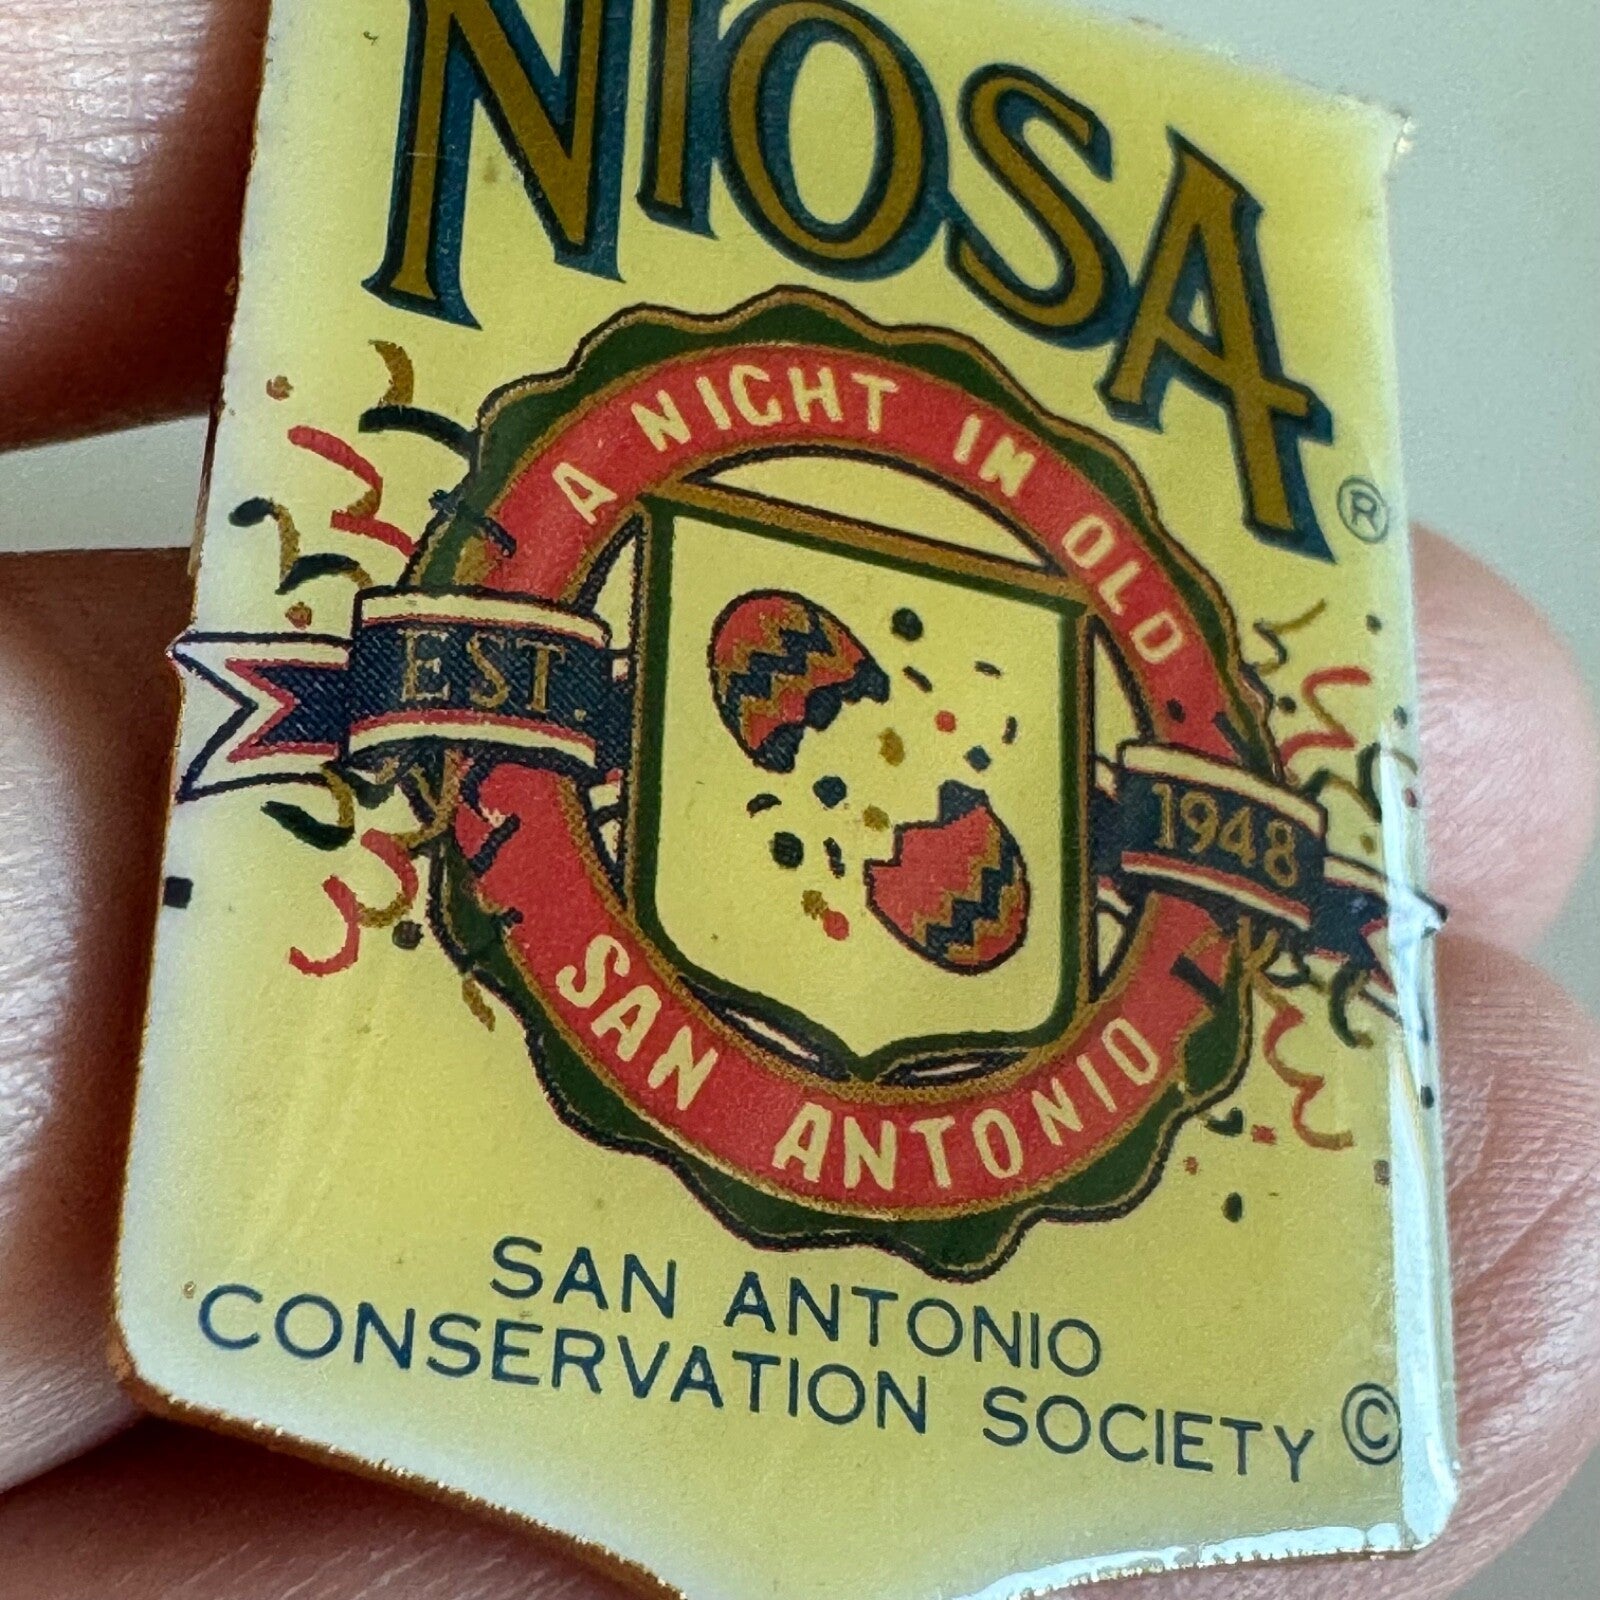 NIOSA ®
A NIGHT IN OLD
EST.
1948
SAN ANTONIO
SAN ANTONIO
CONSERVATION SOCIETY ©